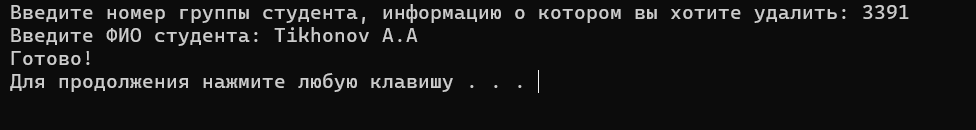 Введите номер группы студента, информацию о котором вы хотите удалить: 3391
Введите ФИО студента: Tikhonov A.A
Готово!
Для продолжения нажмите любую клавишу . . .